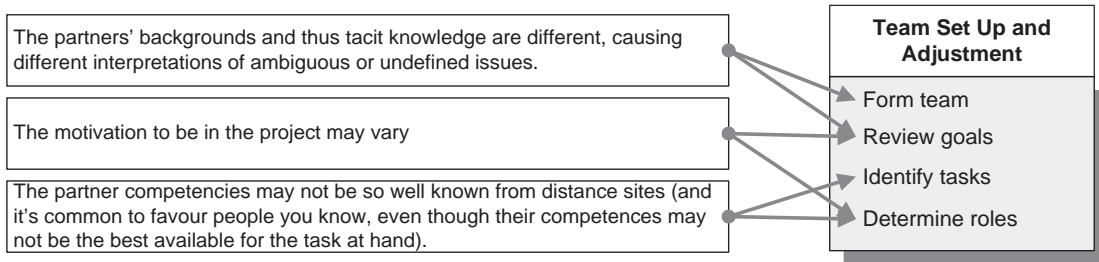 The partners’ backgrounds and thus tacit knowledge are different, causing
different interpretations of ambiguous or undefined issues.
The motivation to be in the project may vary
The partner competencies may not be so well known from distance sites (and
it’s common to favour people you know, even though their competences may
not be the best available for the task at hand).
Team Set Up and
Adjustment
Form team
Review goals
Identify tasks
Determine roles